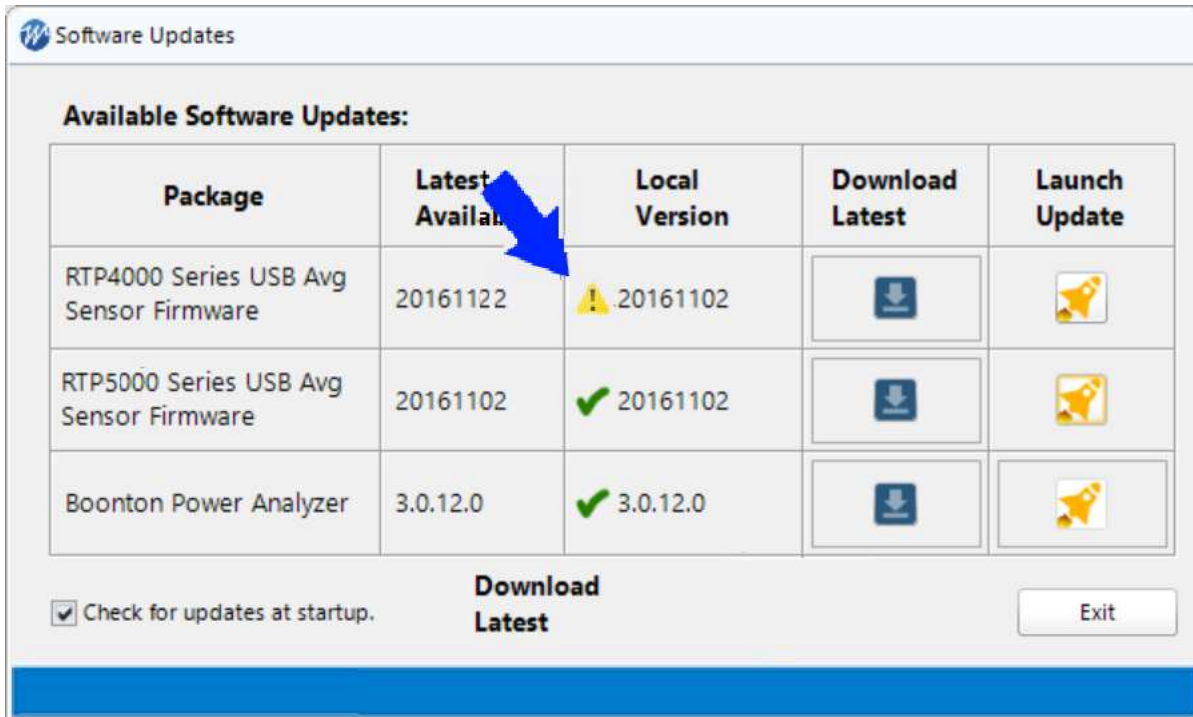 Software Updates
Available Software Updates:
Package
Latest
Availab
Local
Version
Download
Latest
Launch
Update
RTP4000 Series USB Avg
Sensor Firmware
20161122
20161102
RTP5000 Series USB Avg
Sensor Firmware
20161102
20161102
Boonton Power Analyzer
3.0.12.0
3.0.12.0
Check for updates at startup.
Download
Latest
Exit